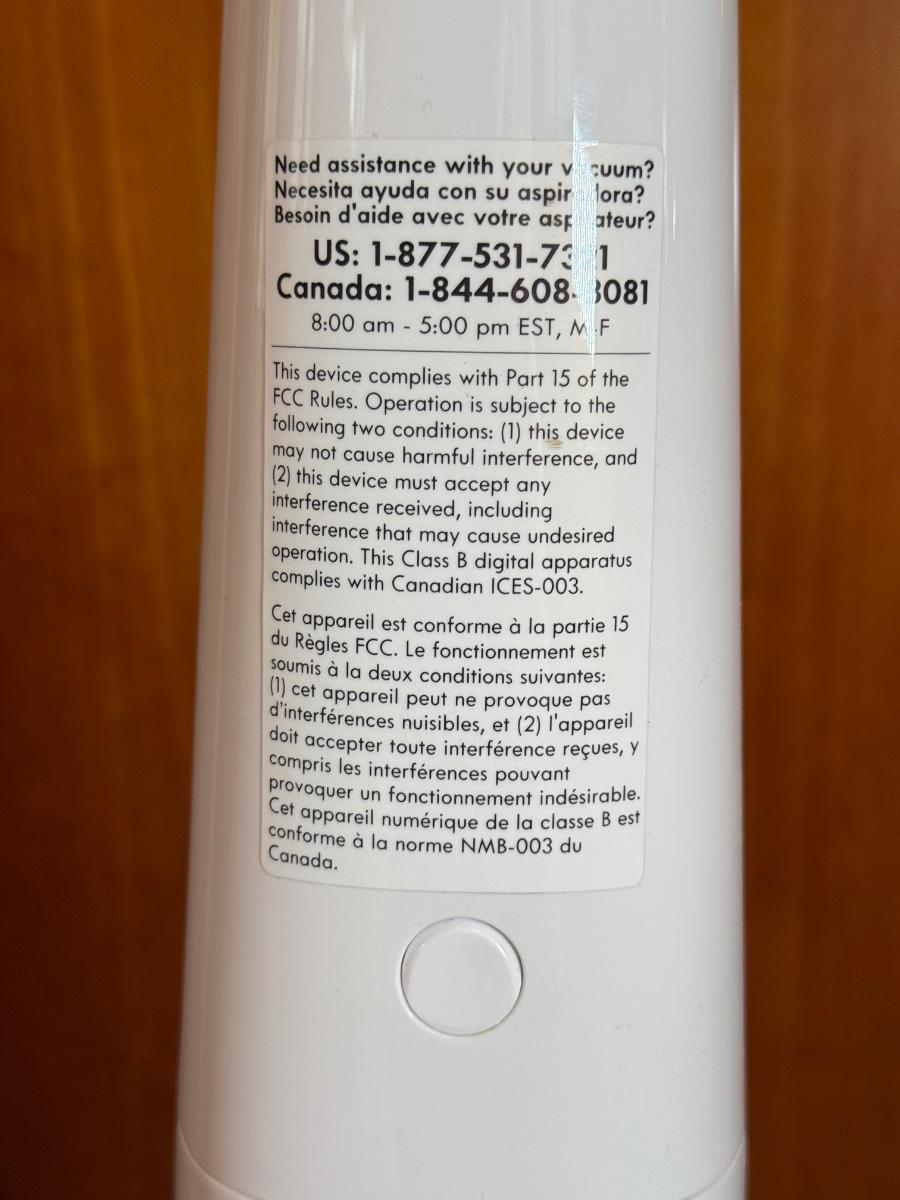 Need assistance with your
Necesita ayuda con su
Besoin d'aide avec votre
US:
Canada:
8:00 am - 5:00 pm EST,
This device complies with Part 15 of the
FCC Rules. Operation is subject to the
following two conditions: (1) this device
may not cause harmful interference, and
(2) this device must accept any
interference received, including
interference that may cause undesired
operation. This Class B digital apparatus
complies with Canadian ICES-003.
Cet appareil est conforme à la partie 15
du Règles FCC. Le fonctionnement est
soumis à la deux conditions suivantes:
(1) cet appareil peut ne provoque pas
d'interférences nuisibles, et (2) l'appareil
doit accepter toute interférence reçues, y
compris les interférences pouvant
provoquer un fonctionnement indésirable.
Cet appareil numérique de la classe B est
conforme à la norme NMB-003 du
Canada.